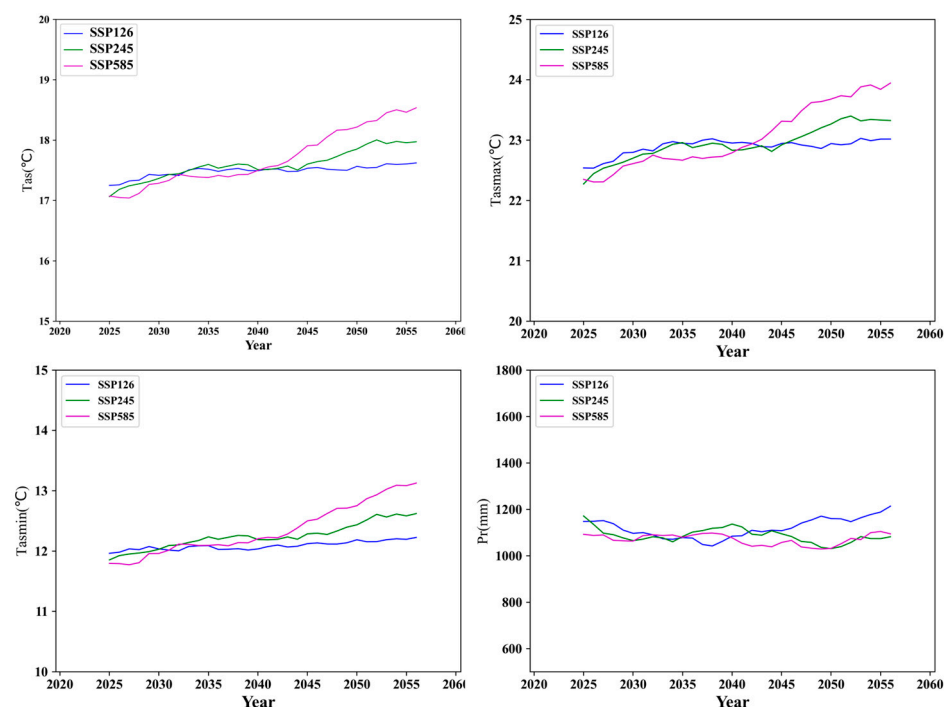 20
19
18
17
16
15
Tas(℃)
SSP126
SSP245
SSP585
2020 2025 2030 2035 2040 2045 2050 2055 2060
Year
25
24
23
22
21
20
Tasmax(℃)
SSP126
SSP245
SSP585
2020 2025 2030 2035 2040 2045 2050 2055 2060
Year
15
14
13
12
11
10
Tasmin(℃)
SSP126
SSP245
SSP585
2020 2025 2030 2035 2040 2045 2050 2055 2060
Year
1800
1600
1400
1200
1000
800
600
Pr(mm)
SSP126
SSP245
SSP585
2020 2025 2030 2035 2040 2045 2050 2055 2060
Year